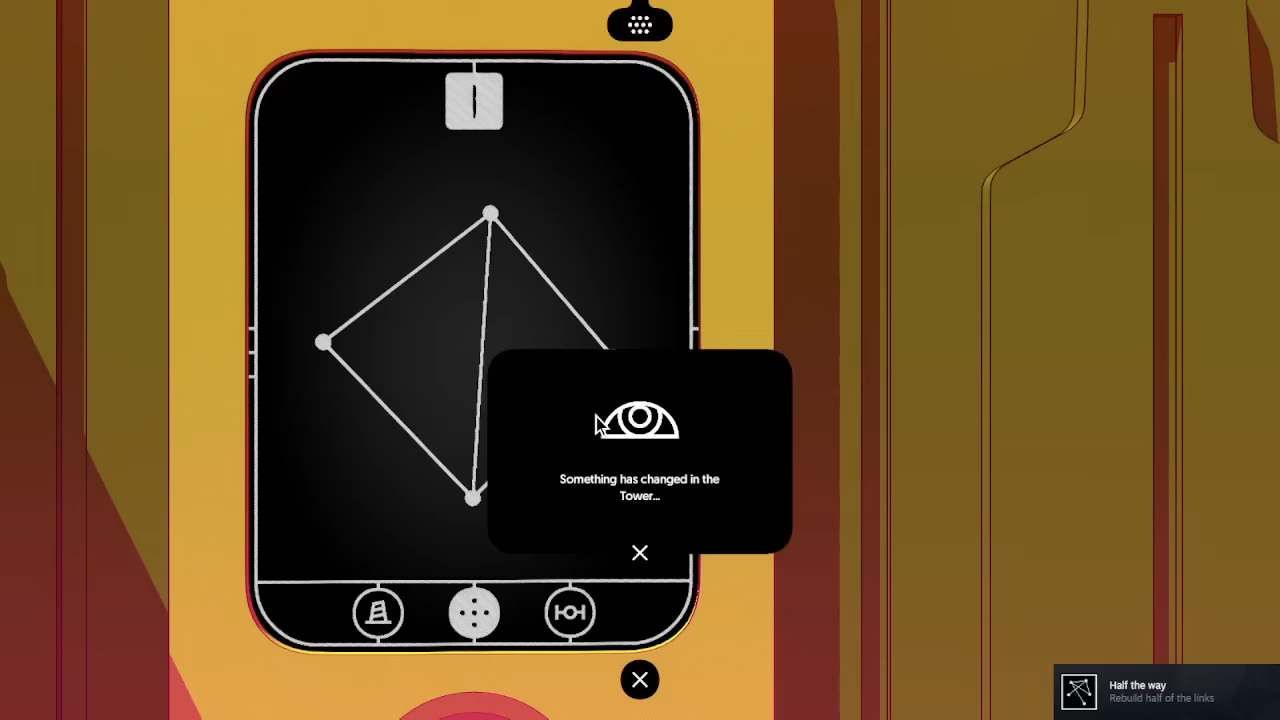 Something has changed in the
Tower...
Half the way
Rebuild half of the links